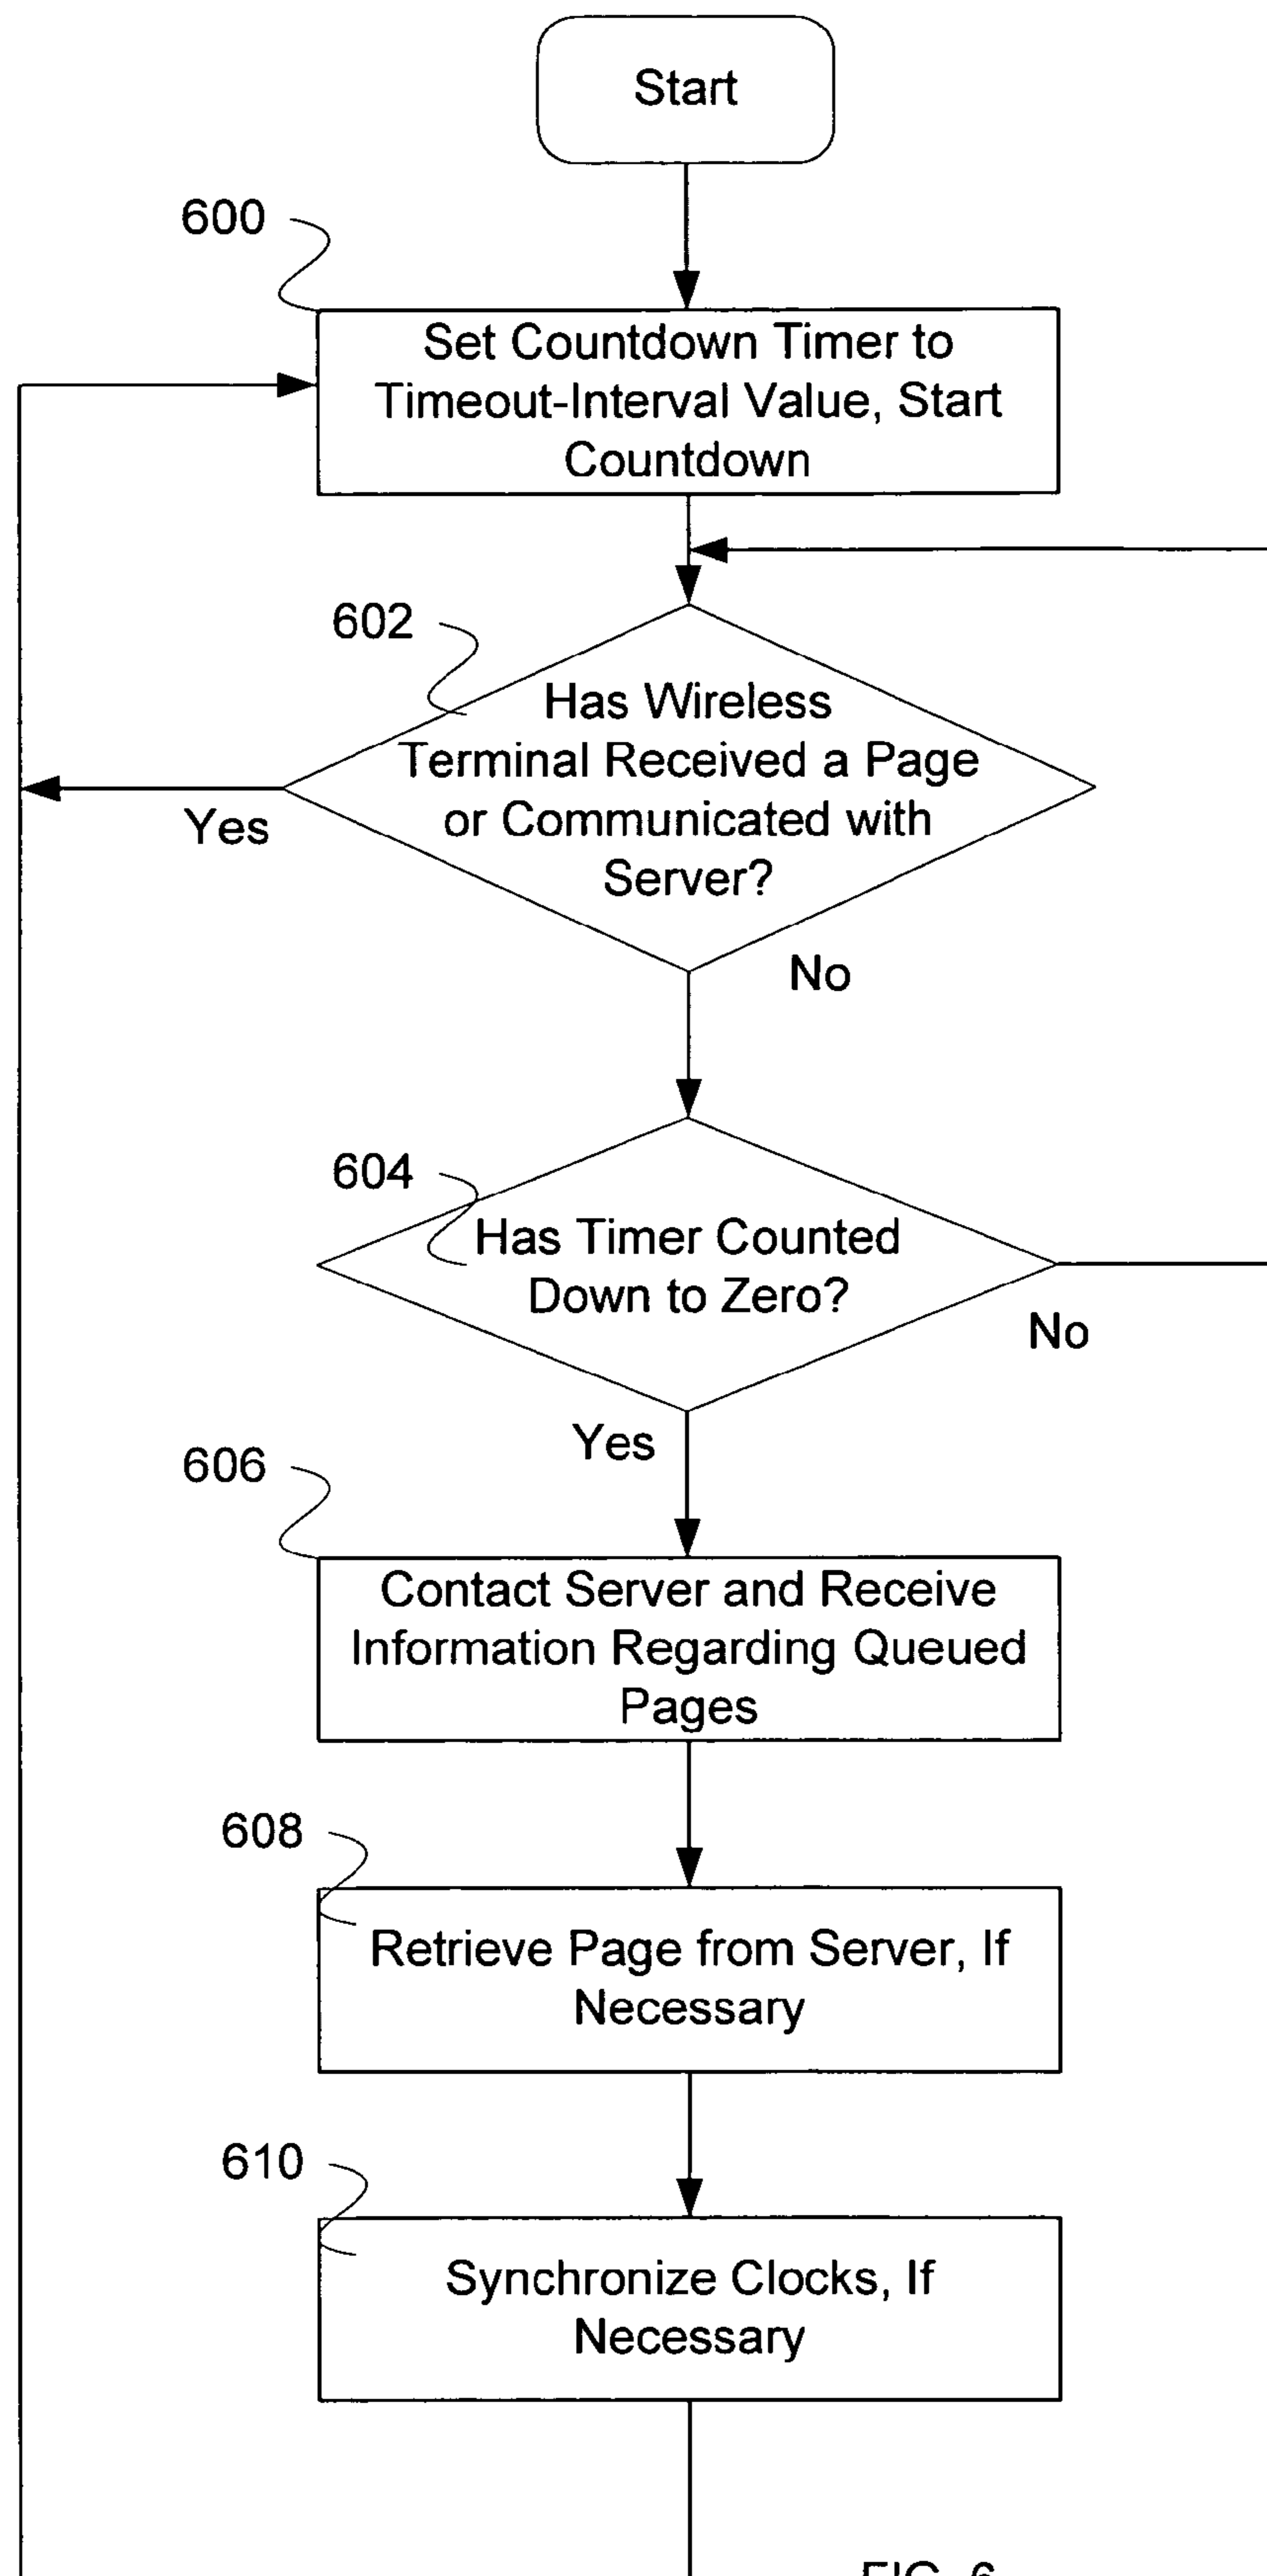 Start
600
Set Countdown Timer to
Timeout-Interval Value, Start
Countdown
602
Has Wireless
Terminal Received a Page
or Communicated with
Server?
Yes
No
604
Has Timer Counted
Down to Zero?
No
Yes
606
Contact Server and Receive
Information Regarding Queued
Pages
608
Retrieve Page from Server, If
Necessary
610
Synchronize Clocks, If
Necessary
FIG. 6